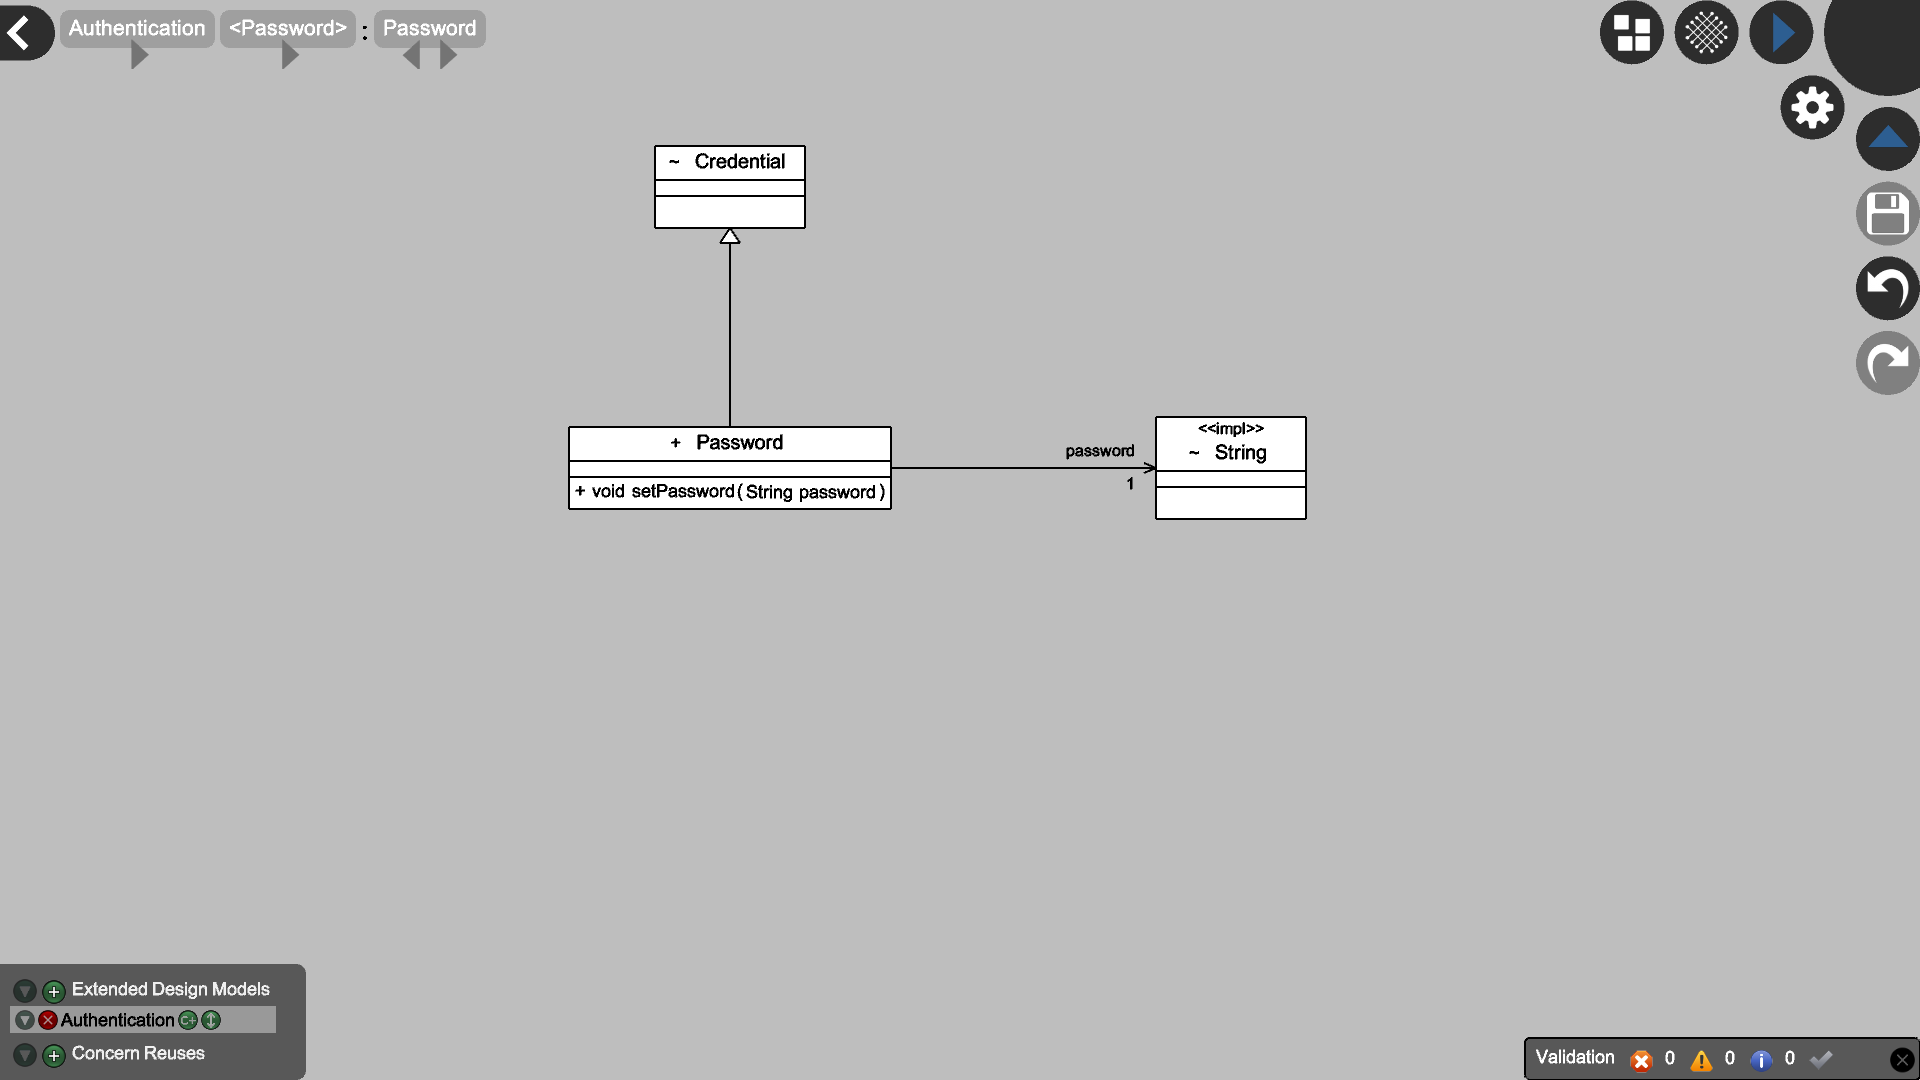 Authentication <Password> : Password
~ Credential
+ Password
+ void setPassword(String password)
password
1
<<impl>>
~ String
Extended Design Models
Authentication C+
Concern Reuses
Validation 0 0 0